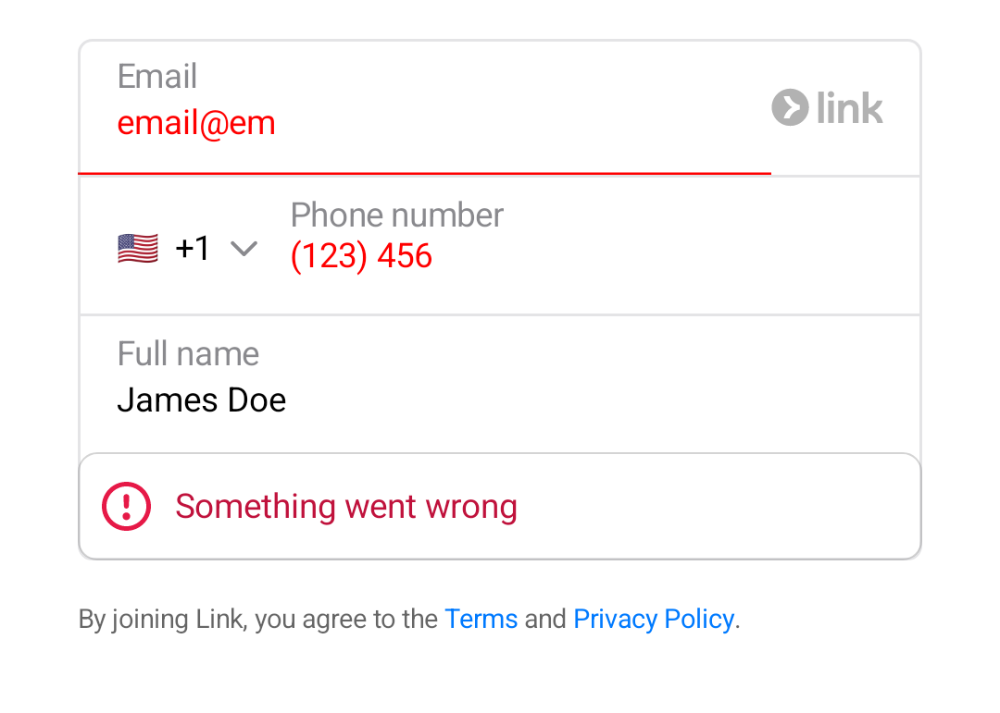 Email
email@em
link
Phone number
+1
(123) 456
Full name
James Doe
Something went wrong
By joining Link, you agree to the Terms and Privacy Policy.